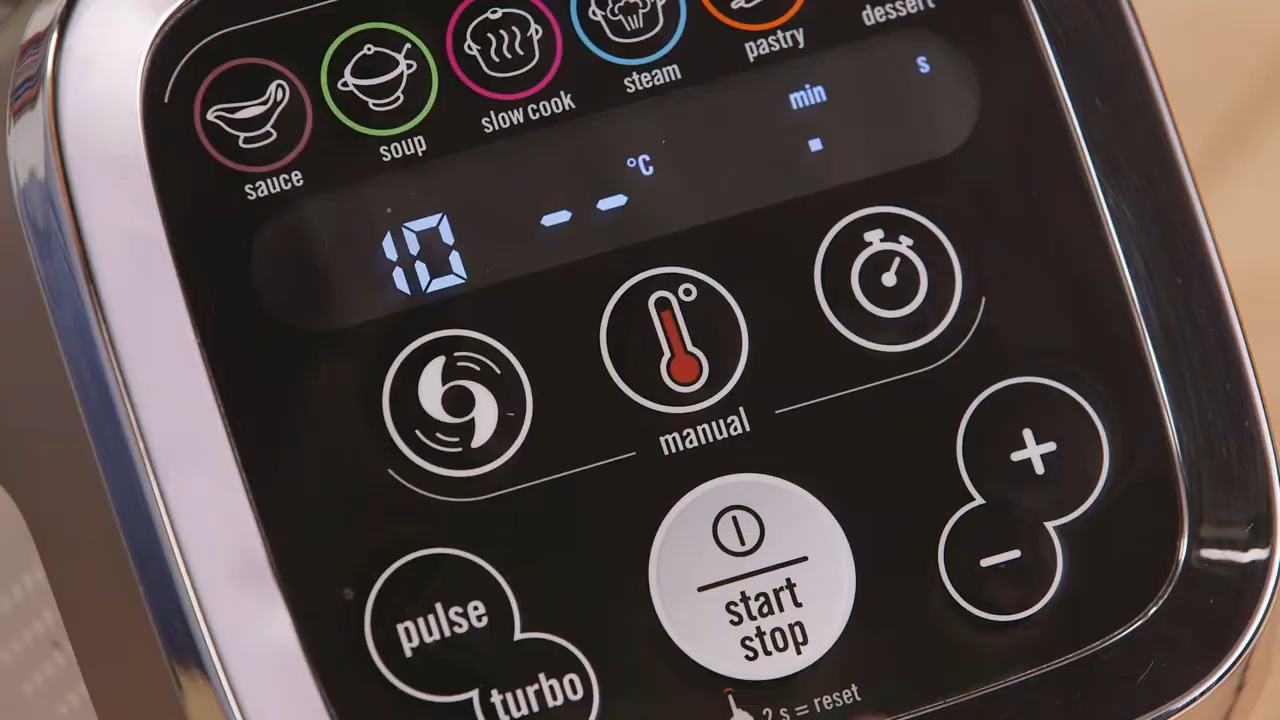 dessert
pastry
steam
slow cook
soup
sauce
min s
10 -- °C
manual
pulse
turbo
start
stop
2 s = reset